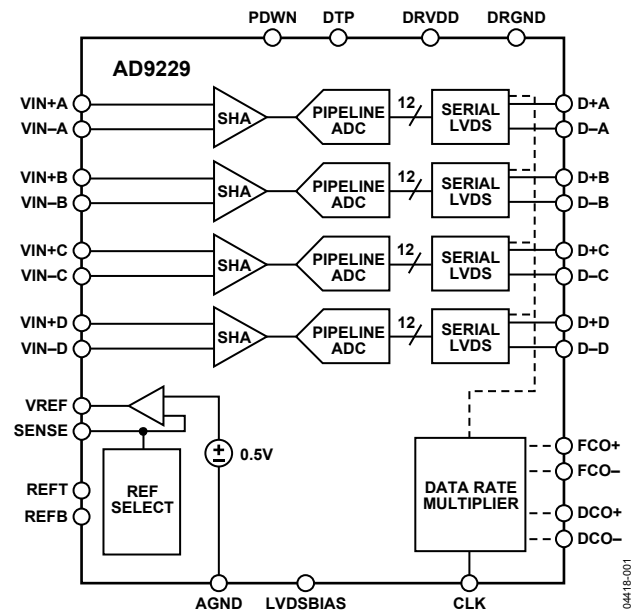 PDWN DTP DRVDD DRGND
AD9229
VIN+A
VIN–A
SHA
PIPELINE
ADC
12
SERIAL
LVDS
D+A
D–A
VIN+B
VIN–B
SHA
PIPELINE
ADC
12
SERIAL
LVDS
D+B
D–B
VIN+C
VIN–C
SHA
PIPELINE
ADC
12
SERIAL
LVDS
D+C
D–C
VIN+D
VIN–D
SHA
PIPELINE
ADC
12
SERIAL
LVDS
D+D
D–D
VREF
SENSE
REFT
REFB
REF
SELECT
+
–
0.5V
DATA RATE
MULTIPLIER
FCO+
FCO–
DCO+
DCO–
AGND LVDSBIAS CLK
04418-001